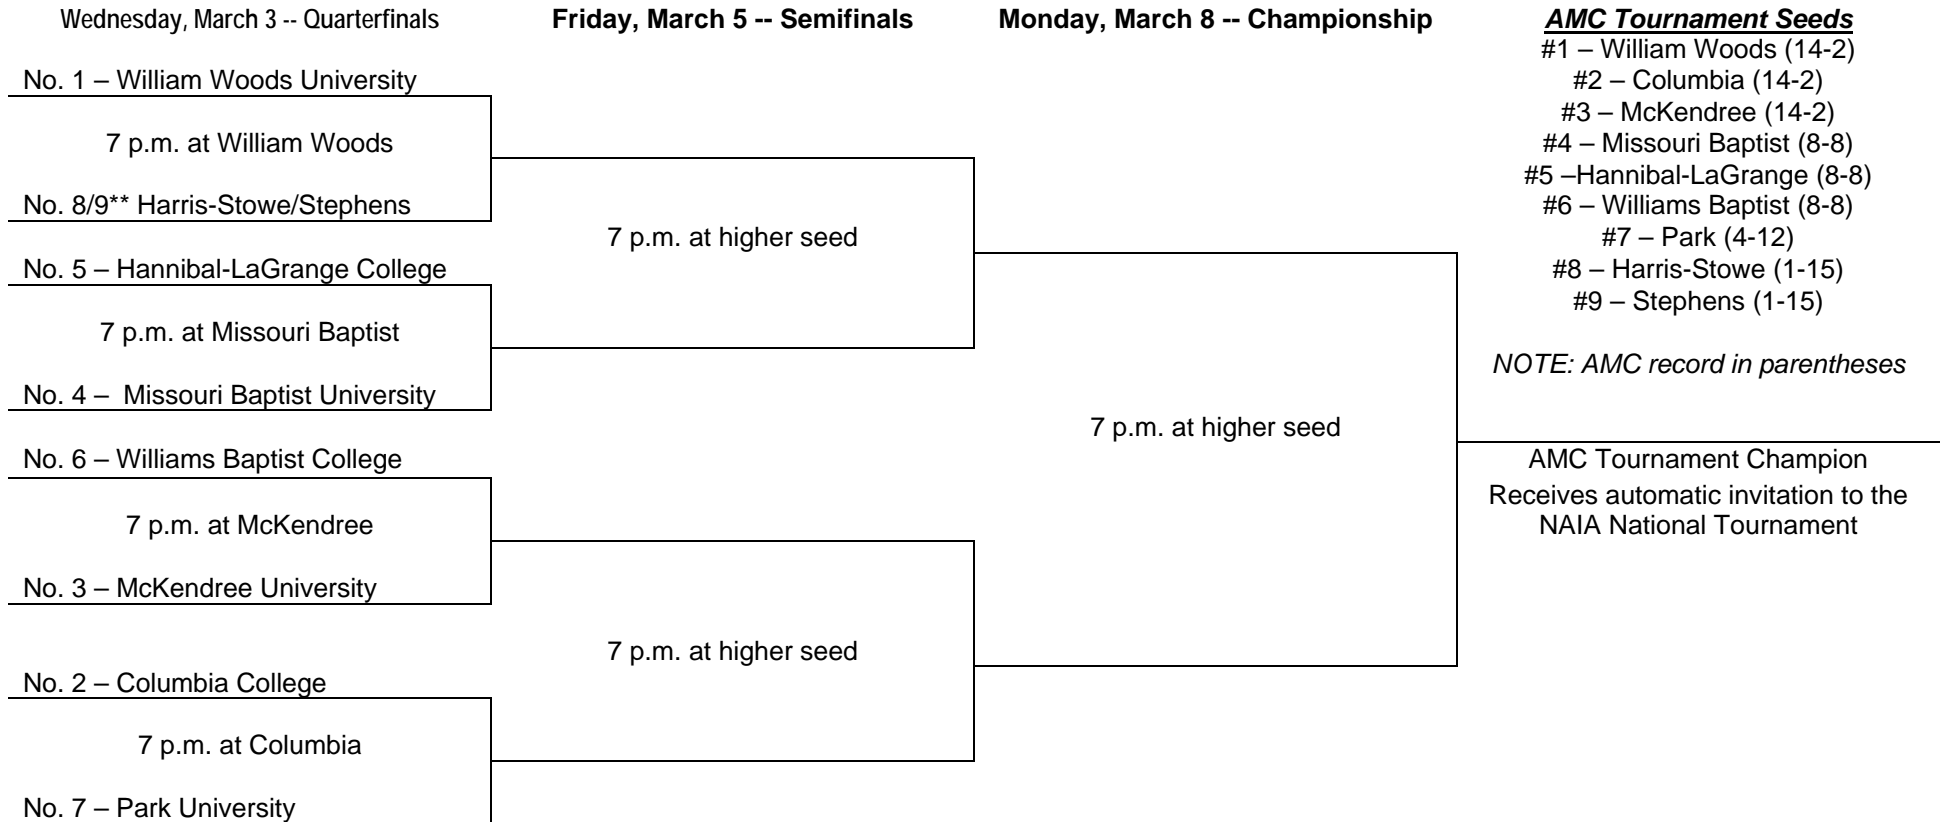 Wednesday, March 3 -- Quarterfinals
Friday, March 5 -- Semifinals
Monday, March 8 -- Championship
AMC Tournament Seeds
#1 – William Woods (14-2)
#2 – Columbia (14-2)
#3 – McKendree (14-2)
#4 – Missouri Baptist (8-8)
#5 –Hannibal-LaGrange (8-8)
#6 – Williams Baptist (8-8)
#7 – Park (4-12)
#8 – Harris-Stowe (1-15)
#9 – Stephens (1-15)
NOTE: AMC record in parentheses
No. 1 – William Woods University
7 p.m. at William Woods
No. 8/9** Harris-Stowe/Stephens
7 p.m. at higher seed
No. 5 – Hannibal-LaGrange College
7 p.m. at Missouri Baptist
No. 4 –  Missouri Baptist University
7 p.m. at higher seed
No. 6 – Williams Baptist College
7 p.m. at McKendree
No. 3 – McKendree University
7 p.m. at higher seed
No. 2 – Columbia College
7 p.m. at Columbia
No. 7 – Park University
AMC Tournament Champion
Receives automatic invitation to the
NAIA National Tournament